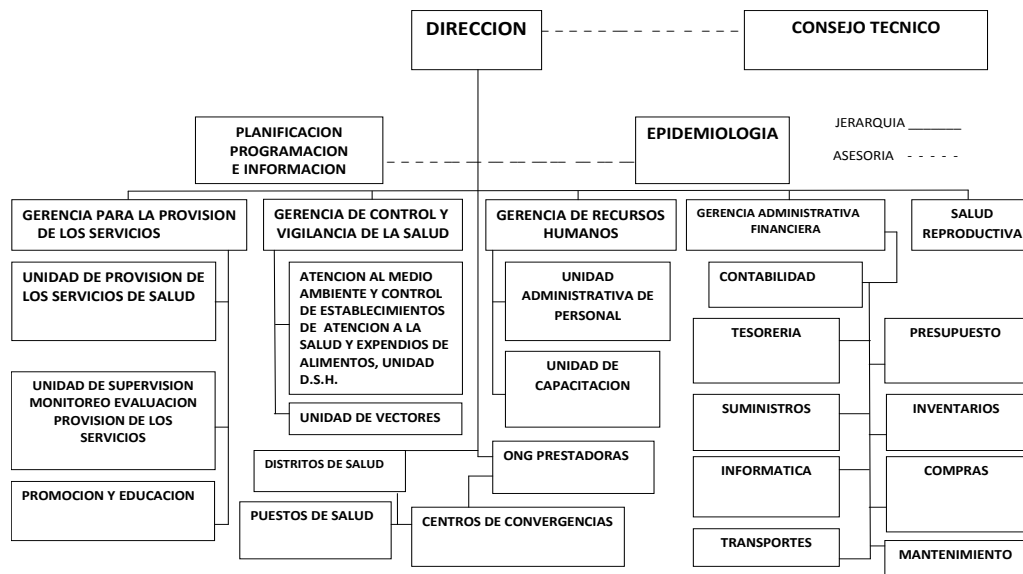 DIRECCION
CONSEJO TECNICO
PLANIFICACION
PROGRAMACION
E INFORMACION
EPIDEMIOLOGIA
JERARQUIA _______
ASESORIA - - - - -
GERENCIA PARA LA PROVISION
DE LOS SERVICIOS
GERENCIA DE CONTROL Y
VIGILANCIA DE LA SALUD
GERENCIA DE RECURSOS
HUMANOS
GERENCIA ADMINISTRATIVA
FINANCIERA
SALUD
REPRODUCTIVA
UNIDAD DE PROVISION DE
LOS SERVICIOS DE SALUD
UNIDAD DE SUPERVISION
MONITOREO EVALUACION
PROVISION DE LOS
SERVICIOS
PROMOCION Y EDUCACION
ATENCION AL MEDIO
AMBIENTE Y CONTROL
DE ESTABLECIMIENTOS
DE ATENCION A LA
SALUD Y EXPENDIOS DE
ALIMENTOS, UNIDAD
D.S.H.
UNIDAD DE VECTORES
UNIDAD
ADMINISTRATIVA DE
PERSONAL
UNIDAD DE
CAPACITACION
CONTABILIDAD
TESORERIA
PRESUPUESTO
SUMINISTROS
INVENTARIOS
INFORMATICA
COMPRAS
TRANSPORTES
MANTENIMIENTO
DISTRITOS DE SALUD
ONG PRESTADORAS
PUESTOS DE SALUD
CENTROS DE CONVERGENCIAS